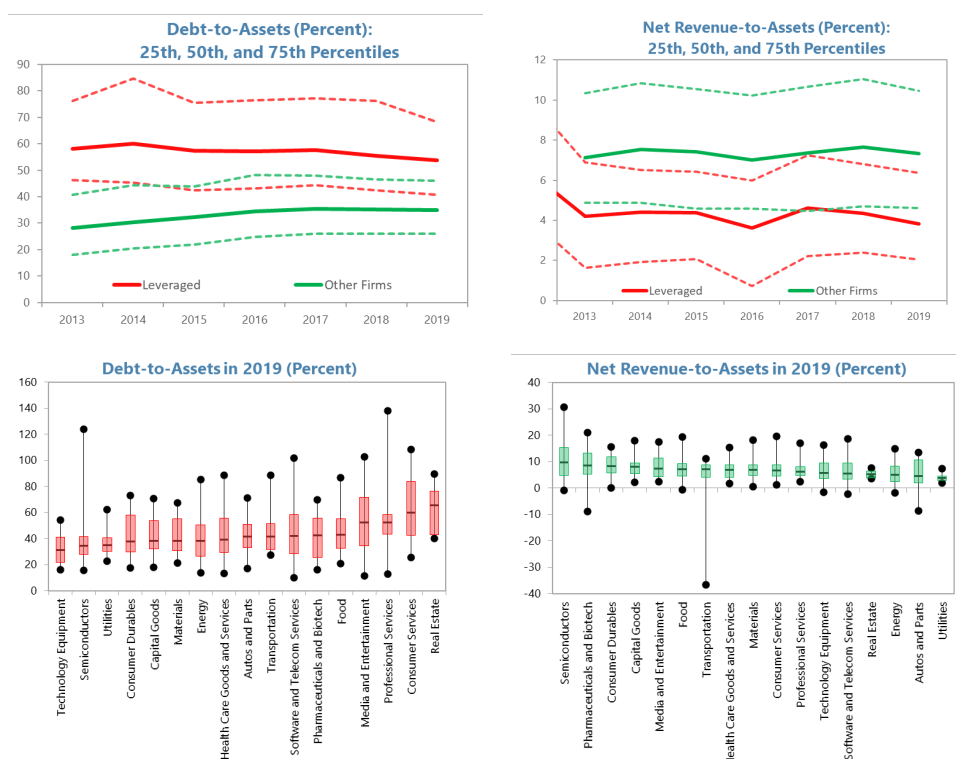 Debt-to-Assets (Percent):
25th, 50th, and 75th Percentiles
90
80
70
60
50
40
30
20
10
0
Leveraged
Other Firms
2013
2014
2015
2016
2017
2018
2019
Net Revenue-to-Assets (Percent):
25th, 50th, and 75th Percentiles
12
10
8
6
4
2
0
Leveraged
Other Firms
2013
2014
2015
2016
2017
2018
2019
Debt-to-Assets in 2019 (Percent)
160
140
120
100
80
60
40
20
0
Technology Equipment
Semiconductors
Utilities
Consumer Durables
Capital Goods
Materials
Energy
Health Care Goods and Services
Autos and Parts
Transportation
Software and Telecom Services
Pharmaceuticals and Biotech
Food
Media and Entertainment
Professional Services
Consumer Services
Real Estate
Net Revenue-to-Assets in 2019 (Percent)
40
30
20
10
0
-10
-20
-30
-40
Semiconductors
Pharmaceuticals and Biotech
Consumer Durables
Capital Goods
Media and Entertainment
Food
Transportation
Health Care Goods and Services
Materials
Consumer Services
Professional Services
Technology Equipment
Software and Telecom Services
Real Estate
Energy
Autos and Parts
Utilities